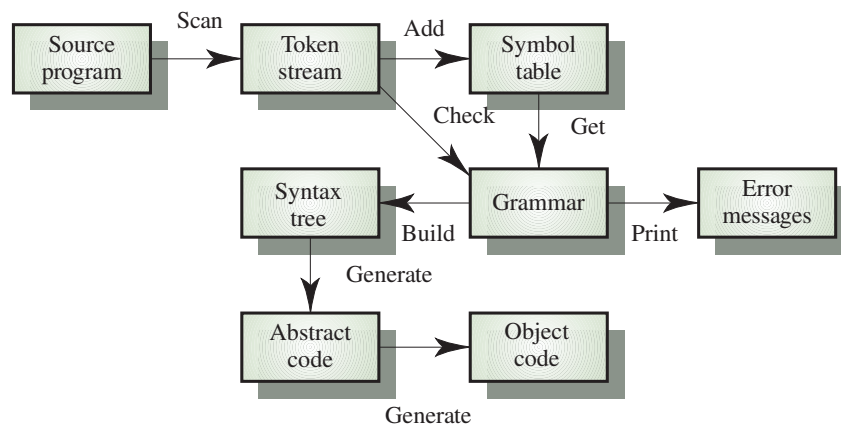 Scan
Source
program
Token
stream
Add
Symbol
table
Check
Get
Syntax
tree
Build
Grammar
Print
Error
messages
Generate
Abstract
code
Object
code
Generate